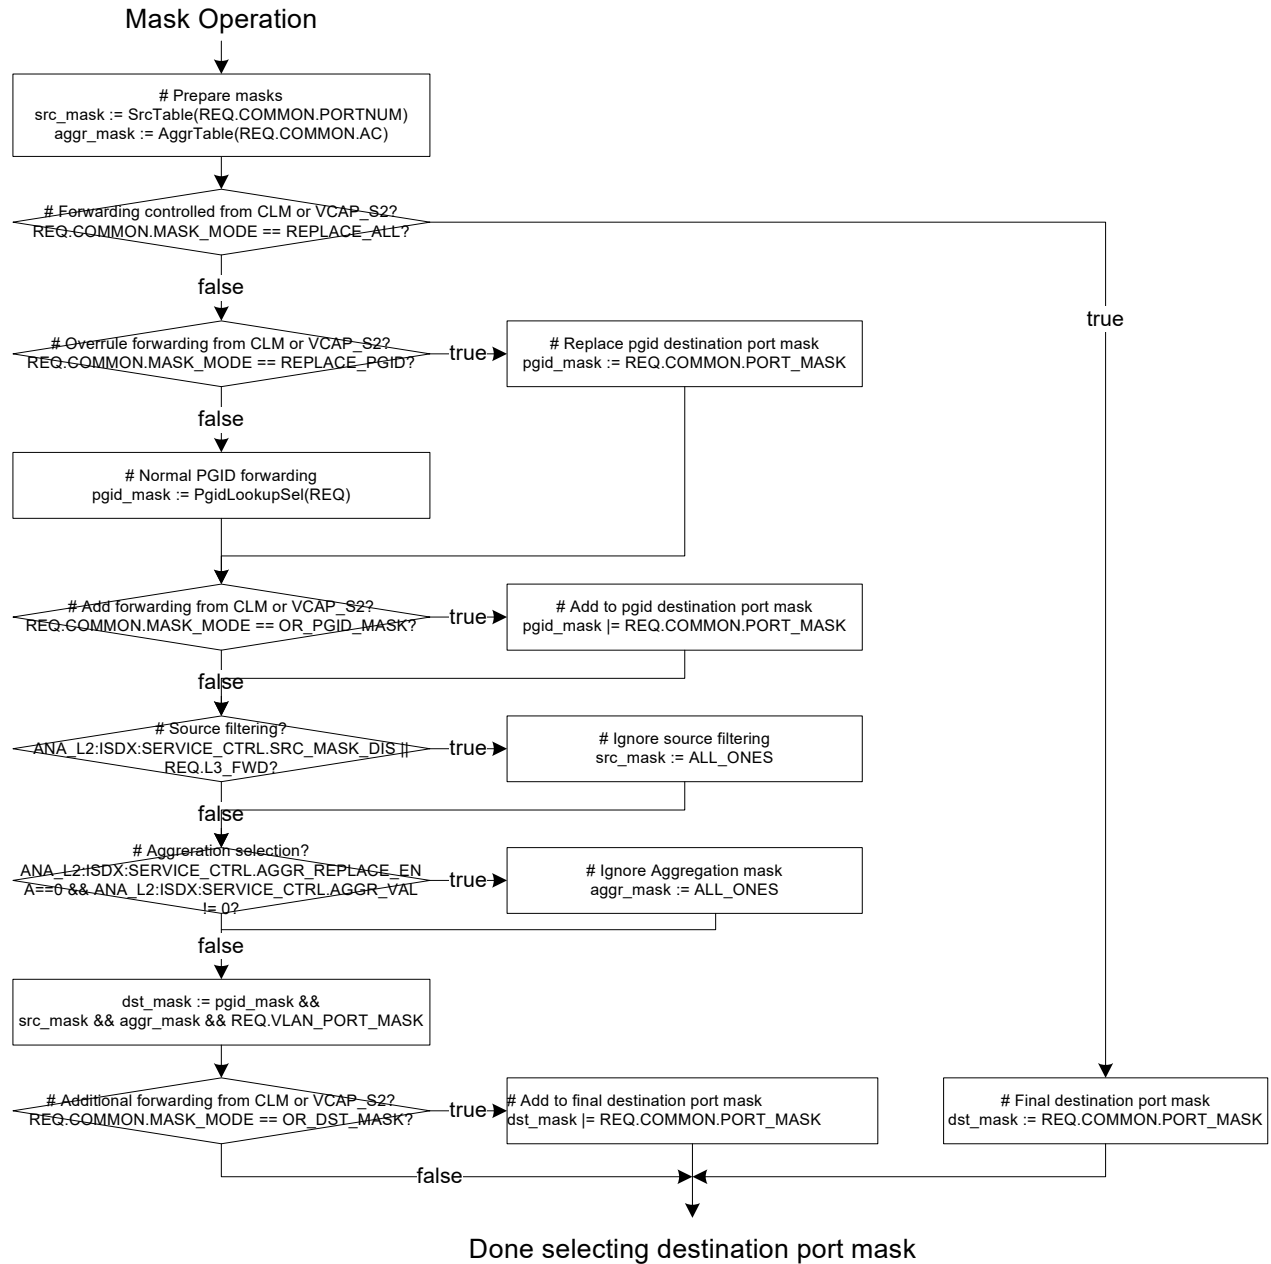 Mask Operation
# Prepare masks
src_mask := SrcTable(REQ.COMMON.PORTNUM)
aggr_mask := AggrTable(REQ.COMMON.AC)
# Forwarding controlled from CLM or VCAP_S2?
REQ.COMMON.MASK_MODE == REPLACE_ALL?
false
true
# Overrule forwarding from CLM or VCAP_S2?
REQ.COMMON.MASK_MODE == REPLACE_PGID?
true
# Replace pgid destination port mask
pgid_mask := REQ.COMMON.PORT_MASK
false
# Normal PGID forwarding
pgid_mask := PgidLookupSel(REQ)
# Add forwarding from CLM or VCAP_S2?
REQ.COMMON.MASK_MODE == OR_PGID_MASK?
true
# Add to pgid destination port mask
pgid_mask |= REQ.COMMON.PORT_MASK
false
# Source filtering?
ANA_L2:ISDX:SERVICE_CTRL.SRC_MASK_DIS ||
REQ.L3_FWD?
true
# Ignore source filtering
src_mask := ALL_ONES
false
# Aggreration selection?
ANA_L2:ISDX:SERVICE_CTRL.AGGR_REPLACE_EN
A==0 && ANA_L2:ISDX:SERVICE_CTRL.AGGR_VAL
!= 0?
true
# Ignore Aggregation mask
aggr_mask := ALL_ONES
false
dst_mask := pgid_mask &&
src_mask && aggr_mask && REQ.VLAN_PORT_MASK
# Additional forwarding from CLM or VCAP_S2?
REQ.COMMON.MASK_MODE == OR_DST_MASK?
true
# Add to final destination port mask
dst_mask |= REQ.COMMON.PORT_MASK
# Final destination port mask
dst_mask := REQ.COMMON.PORT_MASK
false
Done selecting destination port mask